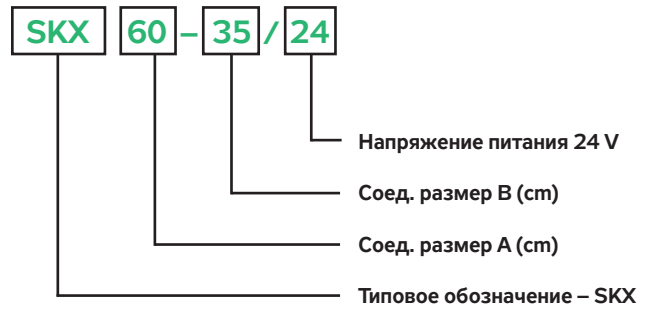 SKX 60 – 35 / 24
Напряжение питания 24 V
Соед. размер B (cm)
Соед. размер A (cm)
Типовое обозначение – SKX